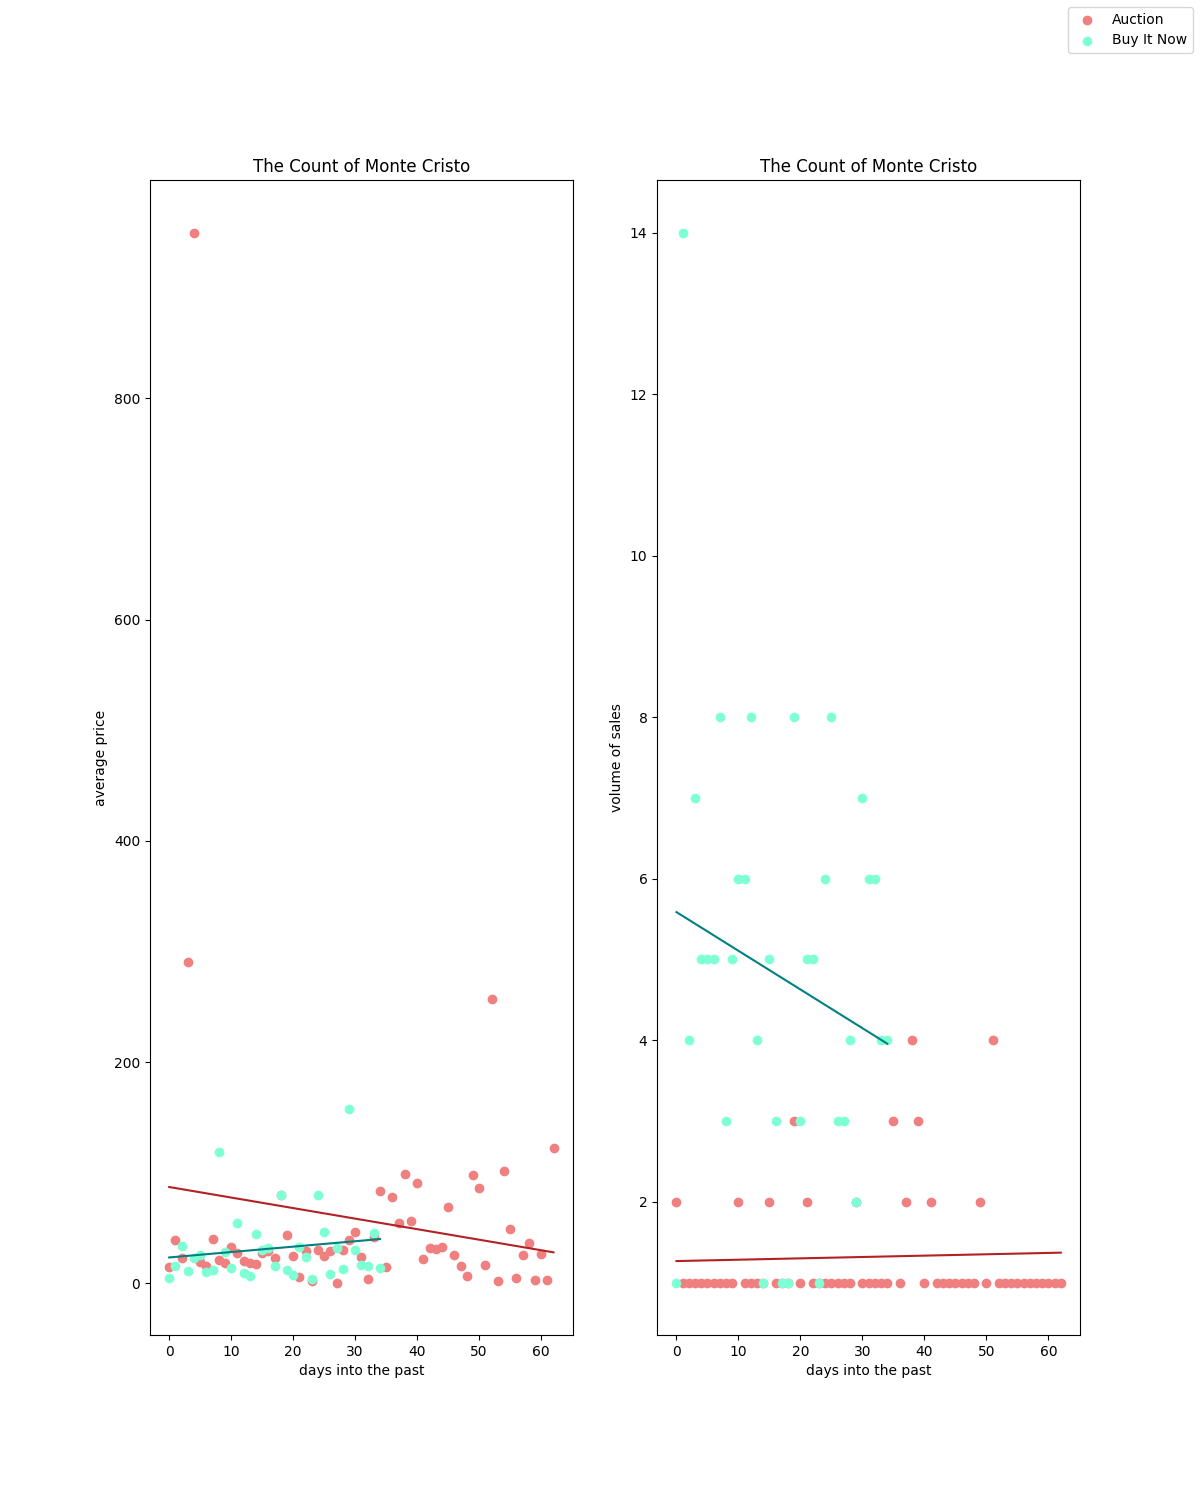 Auction
Buy It Now
The Count of Monte Cristo
average price
800
600
400
200
0
0 10 20 30 40 50 60
days into the past
The Count of Monte Cristo
volume of sales
14
12
10
8
6
4
2
0 10 20 30 40 50 60
days into the past